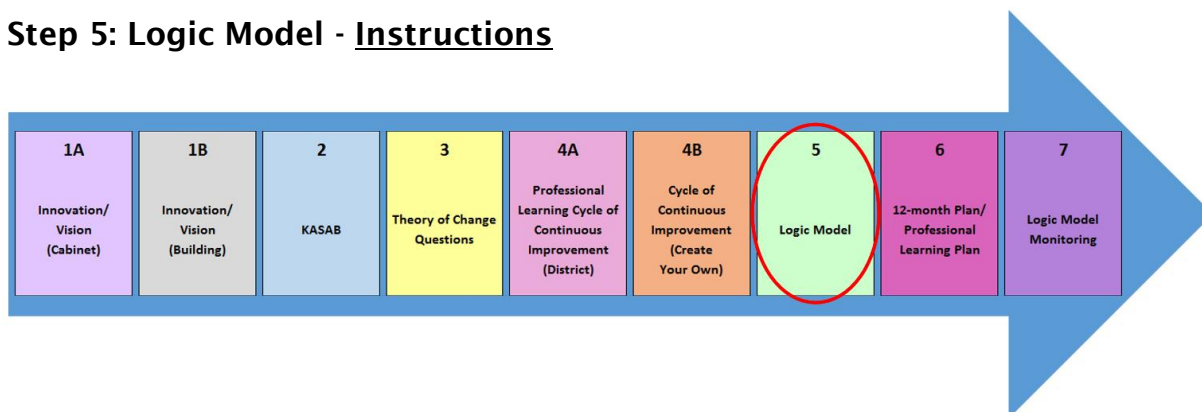 Step 5: Logic Model - Instructions
1A
Innovation/
Vision
(Cabinet)
1B
Innovation/
Vision
(Building)
2
KASAB
3
Theory of Change
Questions
4A
Professional
Learning Cycle of
Continuous
Improvement
(District)
4B
Cycle of
Continuous
Improvement
(Create
Your Own)
5
Logic Model
6
12-month Plan/
Professional
Learning Plan
7
Logic Model
Monitoring